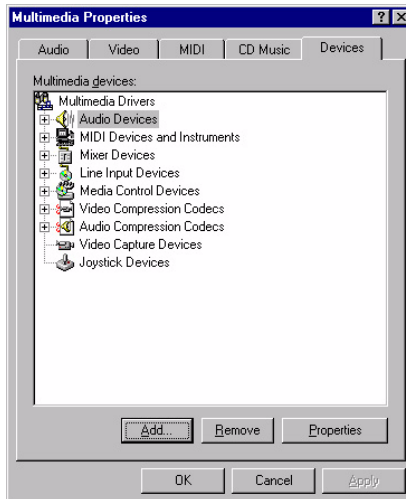 Multimedia Properties
Audio Video MIDI CD Music Devices
Multimedia devices:
Multimedia Drivers
Audio Devices
MIDI Devices and Instruments
Mixer Devices
Line Input Devices
Media Control Devices
Video Compression Codecs
Audio Compression Codecs
Video Capture Devices
Joystick Devices
Add... Remove Properties
OK Cancel Apply